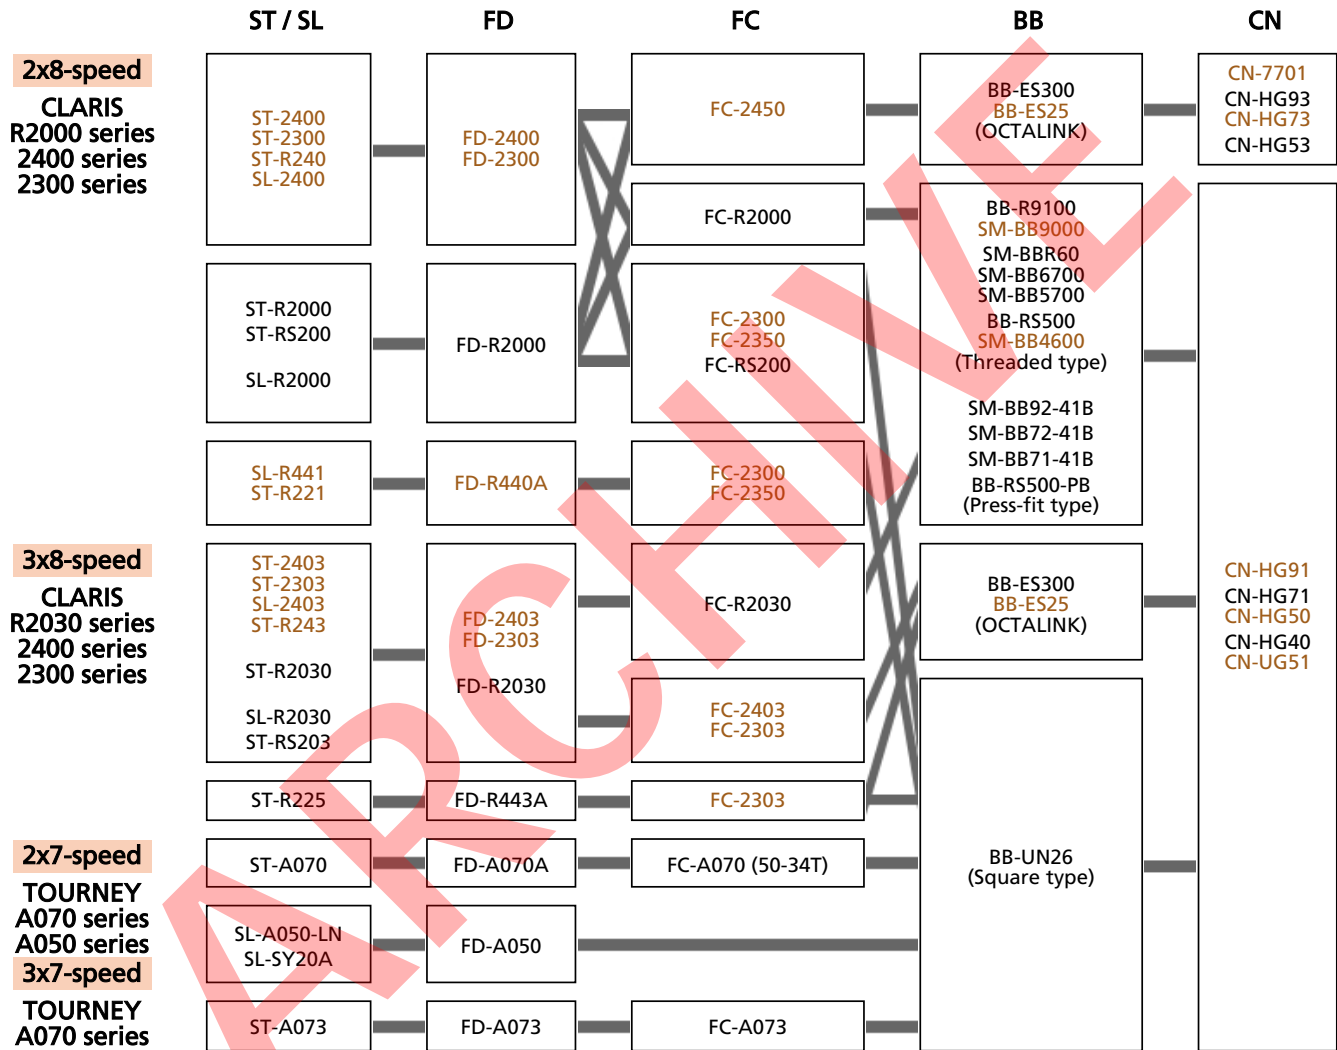 ST / SL
FD
FC
BB
CN
2x8-speed
CLARIS
R2000 series
2400 series
2300 series
ST-2400
ST-2300
ST-R240
SL-2400
FD-2400
FD-2300
FC-2450
BB-ES300
BB-ES25
(OCTALINK)
CN-7701
CN-HG93
CN-HG73
CN-HG53
FC-R2000
BB-R9100
SM-BB9000
SM-BBR60
SM-BB6700
SM-BB5700
BB-RS500
SM-BB4600
(Threaded type)
SM-BB92-41B
SM-BB72-41B
SM-BB71-41B
BB-RS500-PB
(Press-fit type)
ST-R2000
ST-RS200
SL-R2000
FD-R2000
FC-2300
FC-2350
FC-RS200
SL-R441
ST-R221
FD-R440A
FC-2300
FC-2350
3x8-speed
CLARIS
R2030 series
2400 series
2300 series
ST-2403
ST-2303
SL-2403
ST-R243
ST-R2030
SL-R2030
ST-RS203
FD-2403
FD-2303
FD-R2030
FC-R2030
BB-ES300
BB-ES25
(OCTALINK)
CN-HG91
CN-HG71
CN-HG50
CN-HG40
CN-UG51
FC-2403
FC-2303
ST-R225
FD-R443A
FC-2303
2x7-speed
TOURNEY
A070 series
A050 series
ST-A070
FD-A070A
FC-A070 (50-34T)
BB-UN26
(Square type)
SL-A050-LN
SL-SY20A
FD-A050
3x7-speed
TOURNEY
A070 series
ST-A073
FD-A073
FC-A073
ARCHIVE